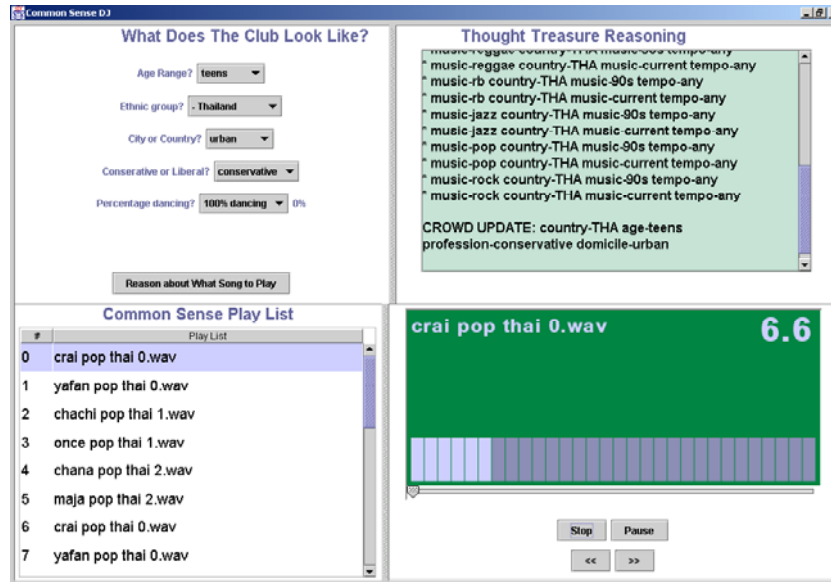 Common Sense DJ
What Does The Club Look Like?
Age Range? teens
Ethnic group? - Thailand
City or Country? urban
Conserative or Liberal? conservative
Percentage dancing? 100% dancing 0%
Reason about What Song to Play
Thought Treasure Reasoning
* music-reggae country-THA music-90s tempo-any
* music-reggae country-THA music-current tempo-any
* music-rb country-THA music-90s tempo-any
* music-rb country-THA music-current tempo-any
* music-jazz country-THA music-90s tempo-any
* music-jazz country-THA music-current tempo-any
* music-pop country-THA music-90s tempo-any
* music-pop country-THA music-current tempo-any
* music-rock country-THA music-90s tempo-any
* music-rock country-THA music-current tempo-any
CROWD UPDATE: country-THA age-teens
profession-conservative domicile-urban
Common Sense Play List
# Play List
0 crai pop thai 0.wav
1 yafan pop thai 0.wav
2 chachi pop thai 1.wav
3 once pop thai 1.wav
4 chana pop thai 2.wav
5 maja pop thai 2.wav
6 crai pop thai 0.wav
7 yafan pop thai 0.wav
crai pop thai 0.wav 6.6
Stop Pause
<< >>